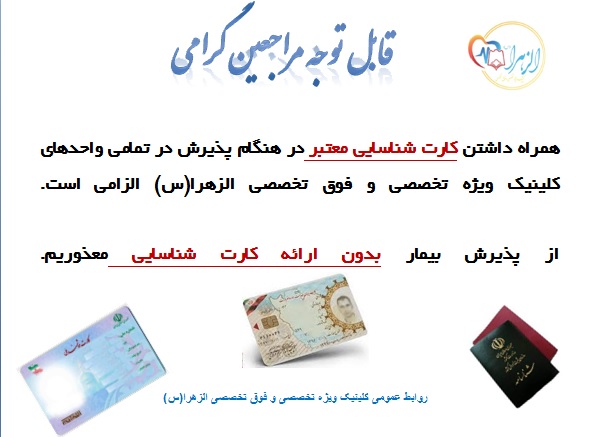 قابل توجه مراجعین گرامی
الزهرا
همراه داشتن کارت شناسایی معتبر در هنگام پذیرش در تمامی واحدهای
کلینیک ویژه تخصصی و فوق تخصصی الزهرا(س) الزامی است.
از پذیرش بیمار بدون ارائه کارت شناسایی معذوریم.
شناسنامه
روابط عمومی کلینیک ویژه تخصصی و فوق تخصصی الزهرا(س)